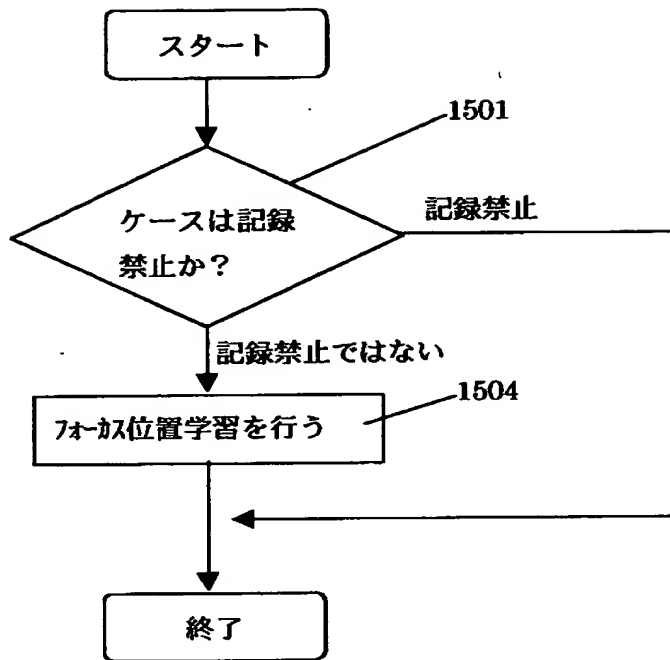 スタート
1501
ケースは記録
禁止か？
記録禁止
記録禁止ではない
1504
フォーカス位置学習を行う
終了